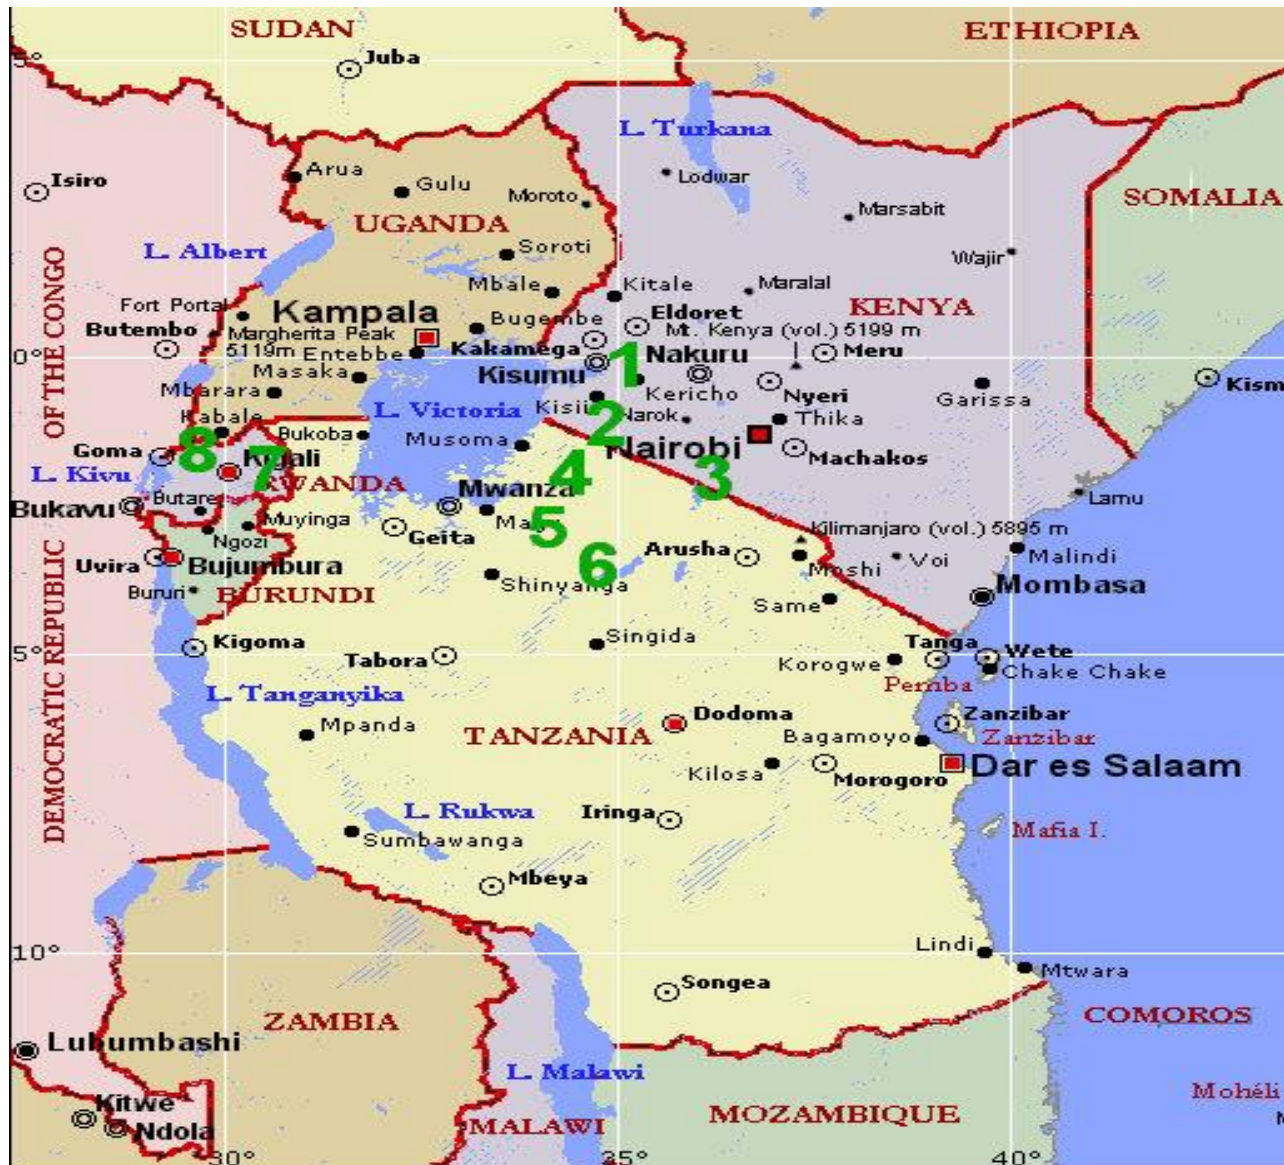 SUDAN
ETHIOPIA
Juba
5°
L. Turkana
Isiro
Arua
Gulu
Moroto
Lodwar
SOMALIA
UGANDA
Marsabit
L. Albert
Soroti
Wajir
OF THE CONGO
Mbale
Kitale
Maralal
Fort Portal
Kampala
KENYA
Butembo
Margherita Peak
5119m
Bugembe
Eldoret
Mt. Kenya (vol.) 5199 m
0°
Entebbe
Kakamega
1
Nakuru
Meru
Masaka
Kisumu
Kericho
Nyeri
Garissa
Kism
Mbarara
L. Victoria
Kisii
2
Narok
Thika
Kabale
Bukoba
Musoma
Nairobi
Machakos
Goma
8
Kigali
7
4
3
L. Kivu
RWANDA
Mwanza
Lamu
Bukavu
Butare
Muyinga
Geita
Mag
5
Kilimanjaro (vol.) 5895 m
Ngozi
Uvira
Bujumbura
6
Arusha
Moshi
Voi
Malindi
Bururi
BURUNDI
Shinyanga
Same
Mombasa
DEMOCRATIC REPUBLIC
Kigoma
Singida
Tanga
Wete
5°
Tabora
Korogwe
Chake Chake
L. Tanganyika
Pemba
Mpanda
TANZANIA
Dodoma
Bagamoyo
Zanzibar
Zanzibar
Kilosa
Morogoro
Dar es Salaam
L. Rukwa
Iringa
Mafia I.
Sumbawanga
Mbeya
10°
Lindi
Mtwara
Songea
ZAMBIA
COMOROS
Lubumbashi
L. Malawi
Mohéli
Kitwe
Ndola
MALAWI
MOZAMBIQUE
30°
35°
40°